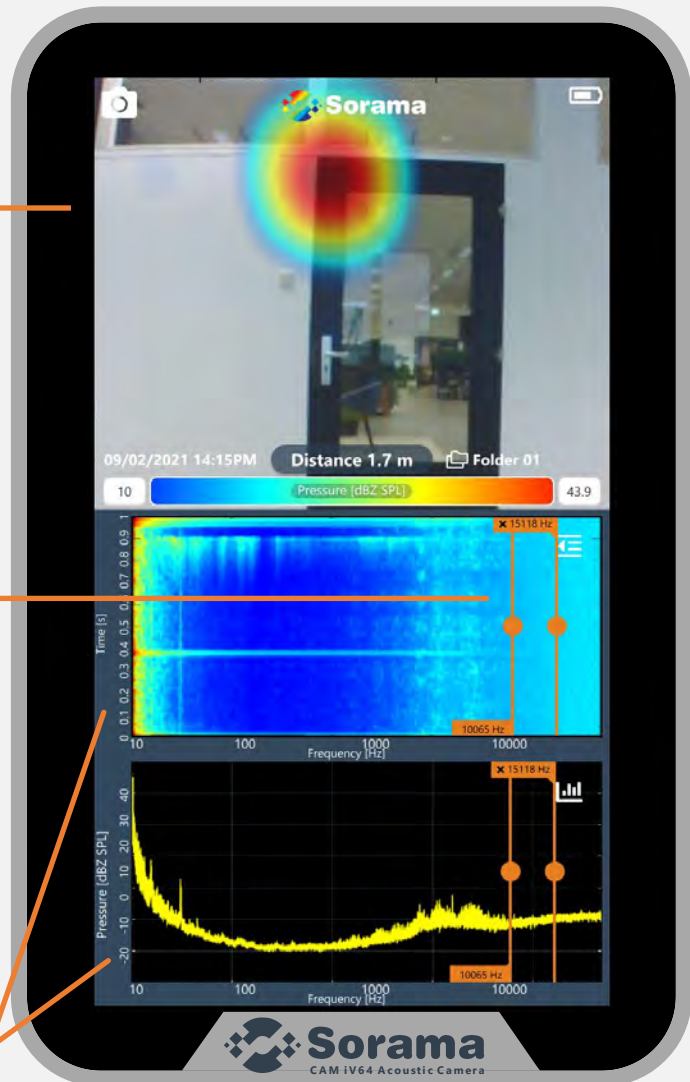 Sorama
09/02/2021 14:15PM
Distance 1.7 m
Folder 01
10
Pressure [dBZ SPL]
43.9
1
0.9
0.8
0.7
0.5
0.4
0.3
0.2
0.1
0
Time [s]
× 15118 Hz
10065 Hz
10
100
1000
10000
Frequency [Hz]
40
30
20
10
0
-10
-20
Pressure [dBZ SPL]
× 15118 Hz
10065 Hz
10
100
1000
10000
Frequency [Hz]
Sorama
CAM iV64 Acoustic Camera